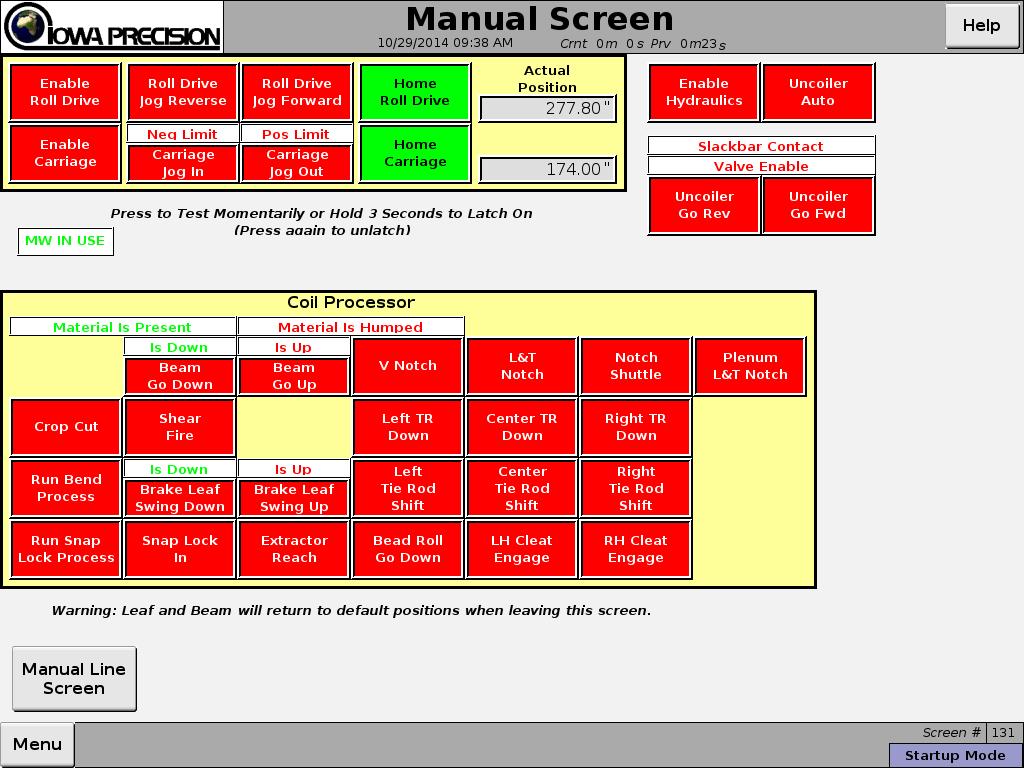 IOWA PRECISION
Manual Screen
10/29/2014 09:38 AM
Crnt 0m 0s Prv 0m23s
Help
Enable
Roll Drive
Roll Drive
Jog Reverse
Roll Drive
Jog Forward
Home
Roll Drive
Actual
Position
277.80"
Enable
Carriage
Neg Limit
Carriage
Jog In
Pos Limit
Carriage
Jog Out
Home
Carriage
174.00"
Enable
Hydraulics
Uncoiler
Auto
Slackbar Contact
Valve Enable
Uncoiler
Go Rev
Uncoiler
Go Fwd
Press to Test Momentarily or Hold 3 Seconds to Latch On
(Press again to unlatch)
MW IN USE
Coil Processor
Material Is Present
Material Is Humped
Is Down
Beam
Go Down
Is Up
Beam
Go Up
V Notch
L&T
Notch
Notch
Shuttle
Plenum
L&T Notch
Crop Cut
Shear
Fire
Left TR
Down
Center TR
Down
Right TR
Down
Run Bend
Process
Is Down
Brake Leaf
Swing Down
Is Up
Brake Leaf
Swing Up
Left
Tie Rod
Shift
Center
Tie Rod
Shift
Right
Tie Rod
Shift
Run Snap
Lock Process
Snap Lock
In
Extractor
Reach
Bead Roll
Go Down
LH Cleat
Engage
RH Cleat
Engage
Warning: Leaf and Beam will return to default positions when leaving this screen.
Manual Line
Screen
Menu
Screen # 131
Startup Mode